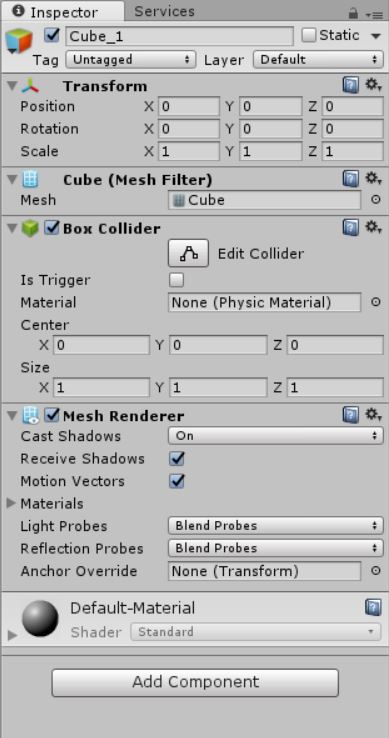 Inspector Services
Cube_1 Static
Tag Untagged Layer Default
Transform
Position X 0 Y 0 Z 0
Rotation X 0 Y 0 Z 0
Scale X 1 Y 1 Z 1
Cube (Mesh Filter)
Mesh Cube
Box Collider
Edit Collider
Is Trigger
Material None (Physic Material)
Center
X 0 Y 0 Z 0
Size
X 1 Y 1 Z 1
Mesh Renderer
Cast Shadows On
Receive Shadows
Motion Vectors
Materials
Light Probes Blend Probes
Reflection Probes Blend Probes
Anchor Override None (Transform)
Default-Material
Shader Standard
Add Component